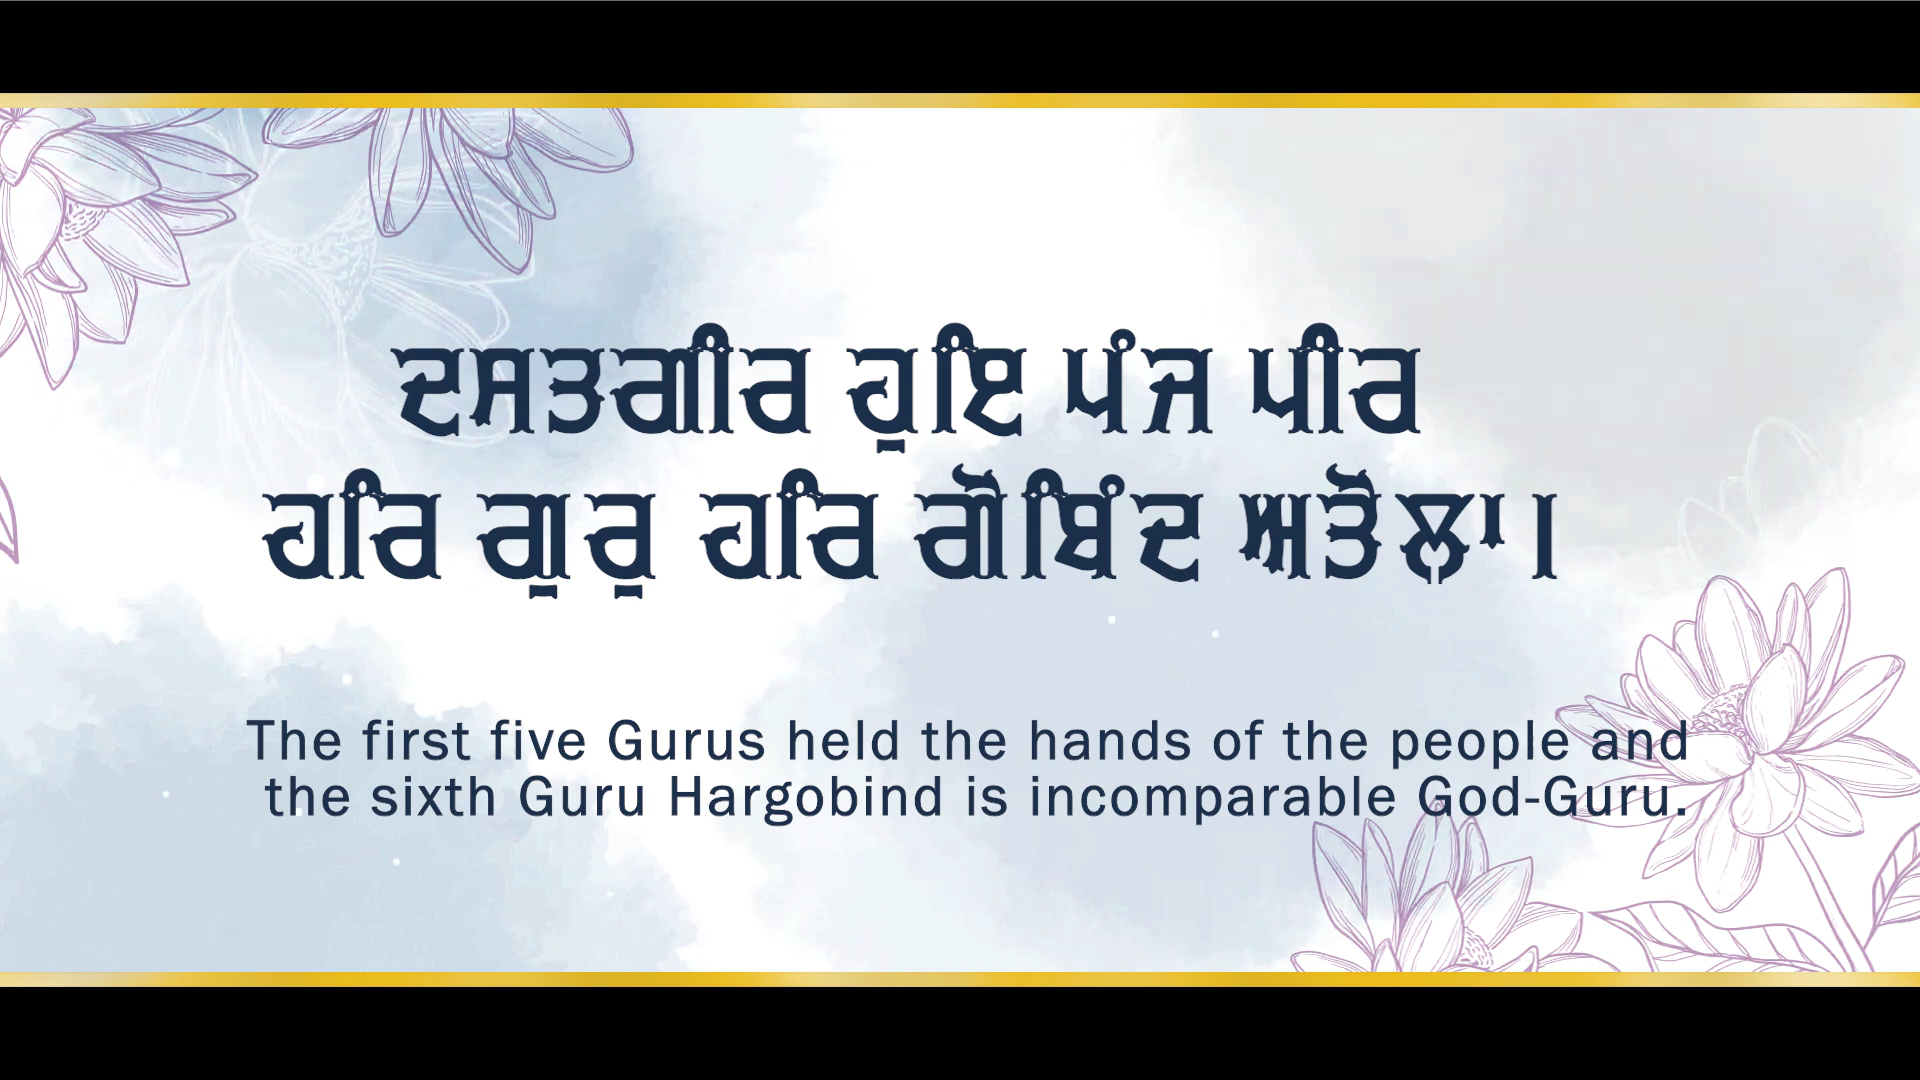 ਦਸਤਗੀਰ ਹੁਇ ਪੰਜ ਪੀਰ
ਹਰਿ ਗੁਰੁ ਹਰਿ ਗੋਬਿੰਦ ਅਤੋਲਾ।
The first five Gurus held the hands of the people and
the sixth Guru Hargobind is incomparable God-Guru.